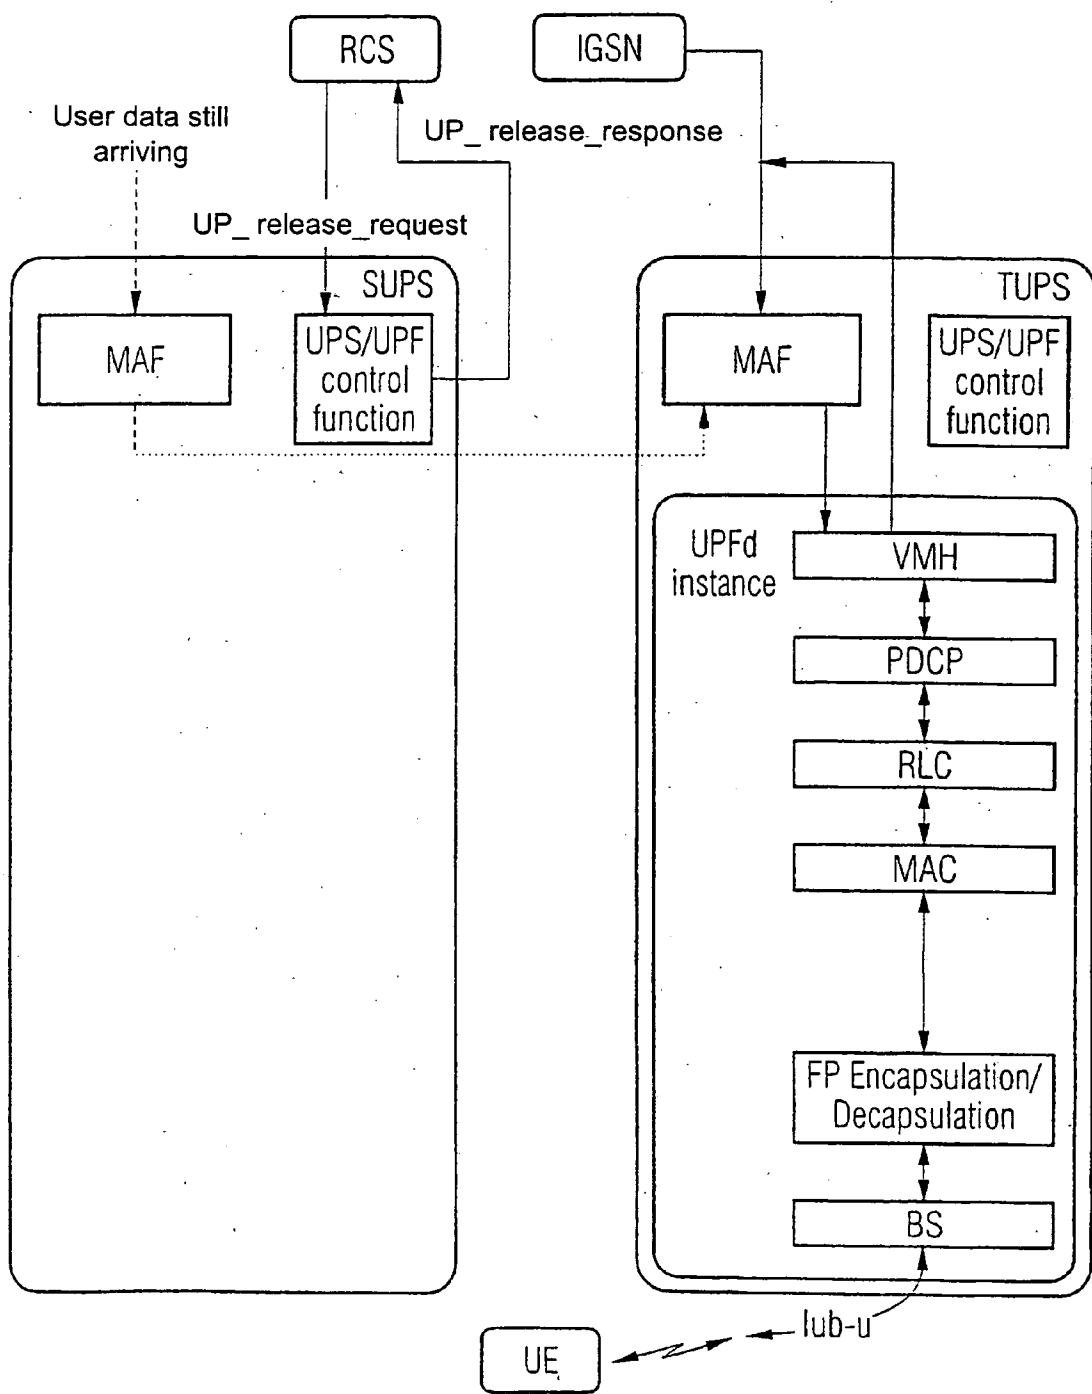 RCS
IGSN
User data still
arriving
UP_ release_response
UP_ release_request
SUPS
MAF
UPS/UPF
control
function
TUPS
MAF
UPS/UPF
control
function
UPFd
instance
VMH
PDCP
RLC
MAC
FP Encapsulation/
Decapsulation
BS
Iub-u
UE